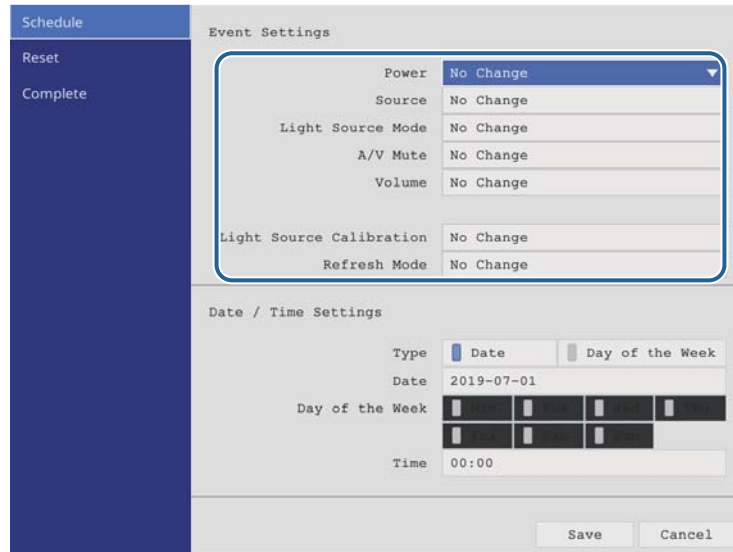 Schedule
Reset
Complete
Event Settings
Power No Change
Source No Change
Light Source Mode No Change
A/V Mute No Change
Volume No Change
Light Source Calibration No Change
Refresh Mode No Change
Date / Time Settings
Type Date Day of the Week
Date 2019-07-01
Day of the Week
Time 00:00
Save Cancel